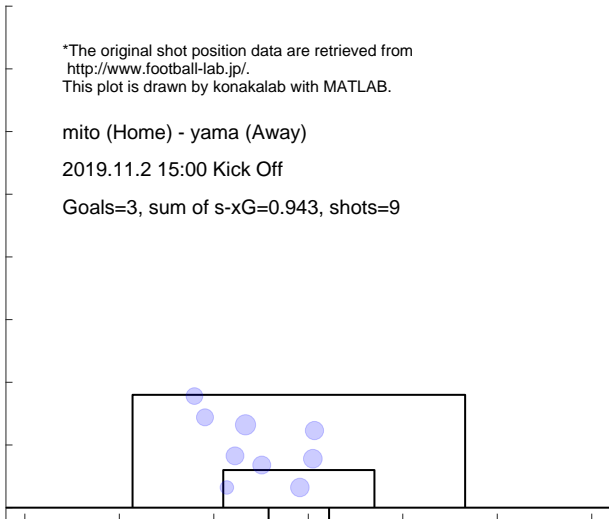 *The original shot position data are retrieved from
http://www.football-lab.jp/.
This plot is drawn by konakalab with MATLAB.
mito (Home) - yama (Away)
2019.11.2 15:00 Kick Off
Goals=3, sum of s-xG=0.943, shots=9